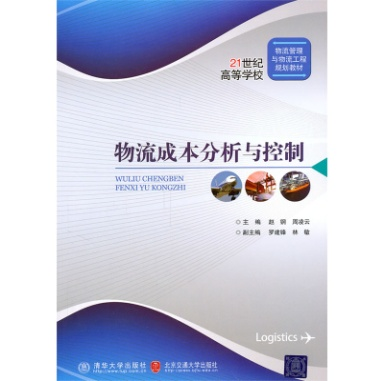 21世纪
高等学校
物流管理
与物流工程
规划教材
物流成本分析与控制
WULIU CHENGBEN
FENXI YU KONGZHI
◎主 编 赵 钢 周凌云
◎副主编 罗建锋 林 敏
Logistics
清华大学出版社
北京交通大学出版社